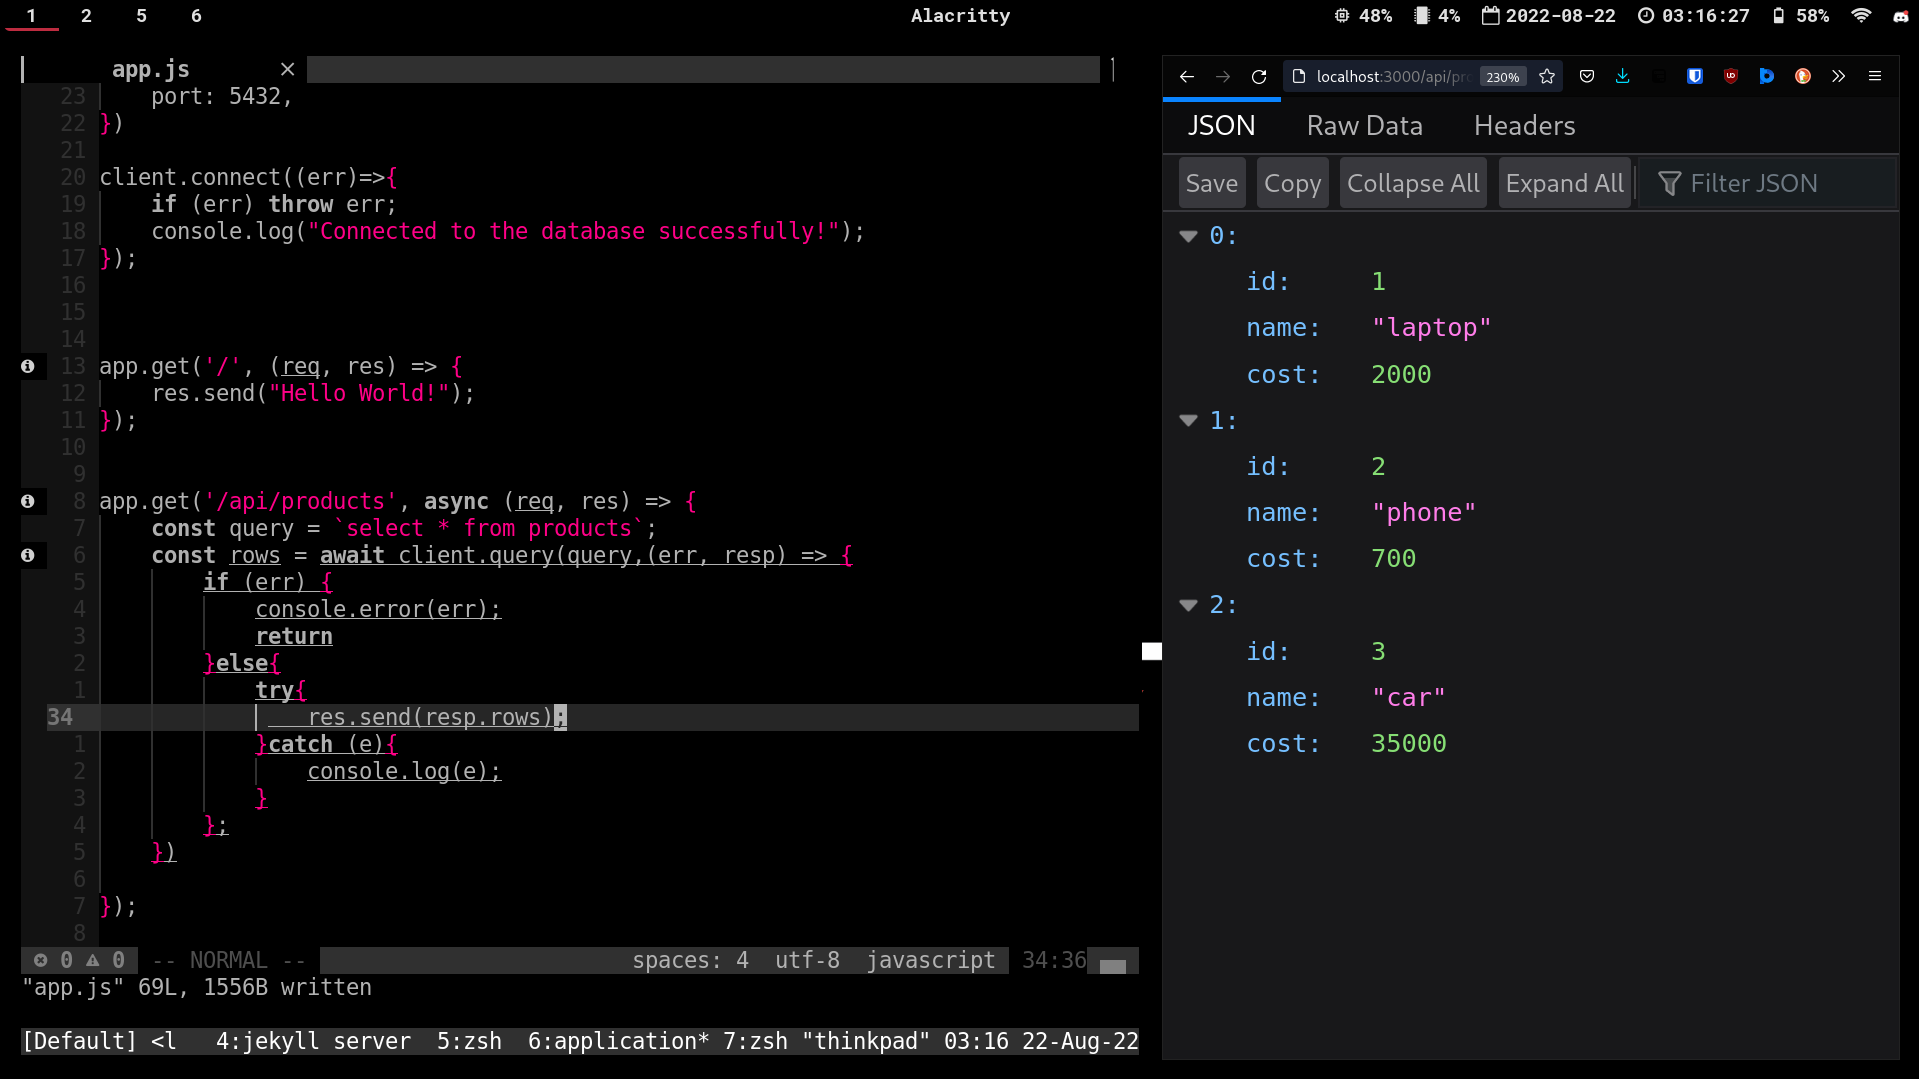 1 2 5 6
Alacritty
48% 4% 2022-08-22 03:16:27 58%
app.js
23 port: 5432,
22 })
21
20 client.connect((err)=>{
19 if (err) throw err;
18 console.log("Connected to the database successfully!");
17 });
16
15
14
13 app.get('/', (req, res) => {
12 res.send("Hello World!");
11 });
10
9
8 app.get('/api/products', async (req, res) => {
7 const query = `select * from products`;
6 const rows = await client.query(query,(err, resp) => {
5 if (err) {
4 console.error(err);
3 return
2 }else{
1 try{
34 res.send(resp.rows);
1 }catch (e){
2 console.log(e);
3 }
4 };
5 })
6
7 });
8
0 0 -- NORMAL -- spaces: 4 utf-8 javascript 34:36
"app.js" 69L, 1556B written
[Default] <l 4:jekyll server 5:zsh 6:application* 7:zsh "thinkpad" 03:16 22-Aug-22
localhost:3000/api/pr 230%
JSON Raw Data Headers
Save Copy Collapse All Expand All Filter JSON
0:
id: 1
name: "laptop"
cost: 2000
1:
id: 2
name: "phone"
cost: 700
2:
id: 3
name: "car"
cost: 35000